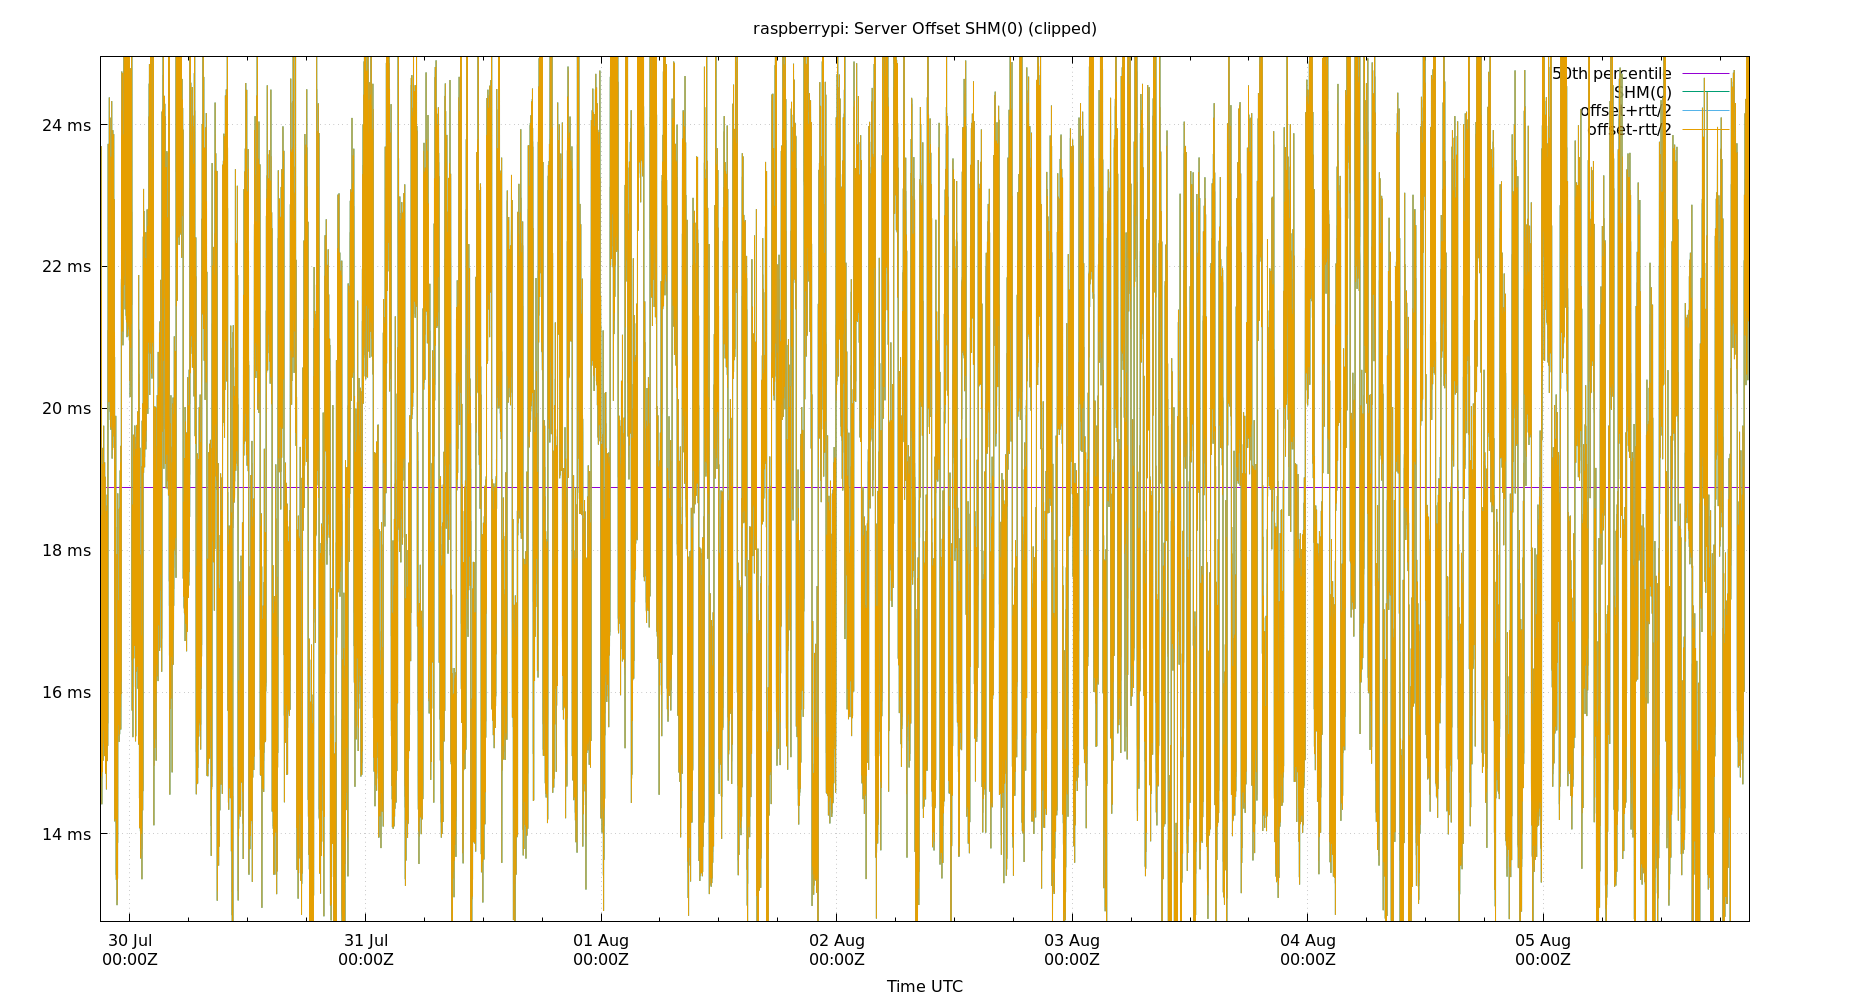 raspberrypi: Server Offset SHM(0) (clipped)
50th percentile
SHM(0)
offset+rtt/2
offset-rtt/2
24 ms
22 ms
20 ms
18 ms
16 ms
14 ms
30 Jul 31 Jul 01 Aug 02 Aug 03 Aug 04 Aug 05 Aug
00:00Z 00:00Z 00:00Z 00:00Z 00:00Z 00:00Z 00:00Z
Time UTC